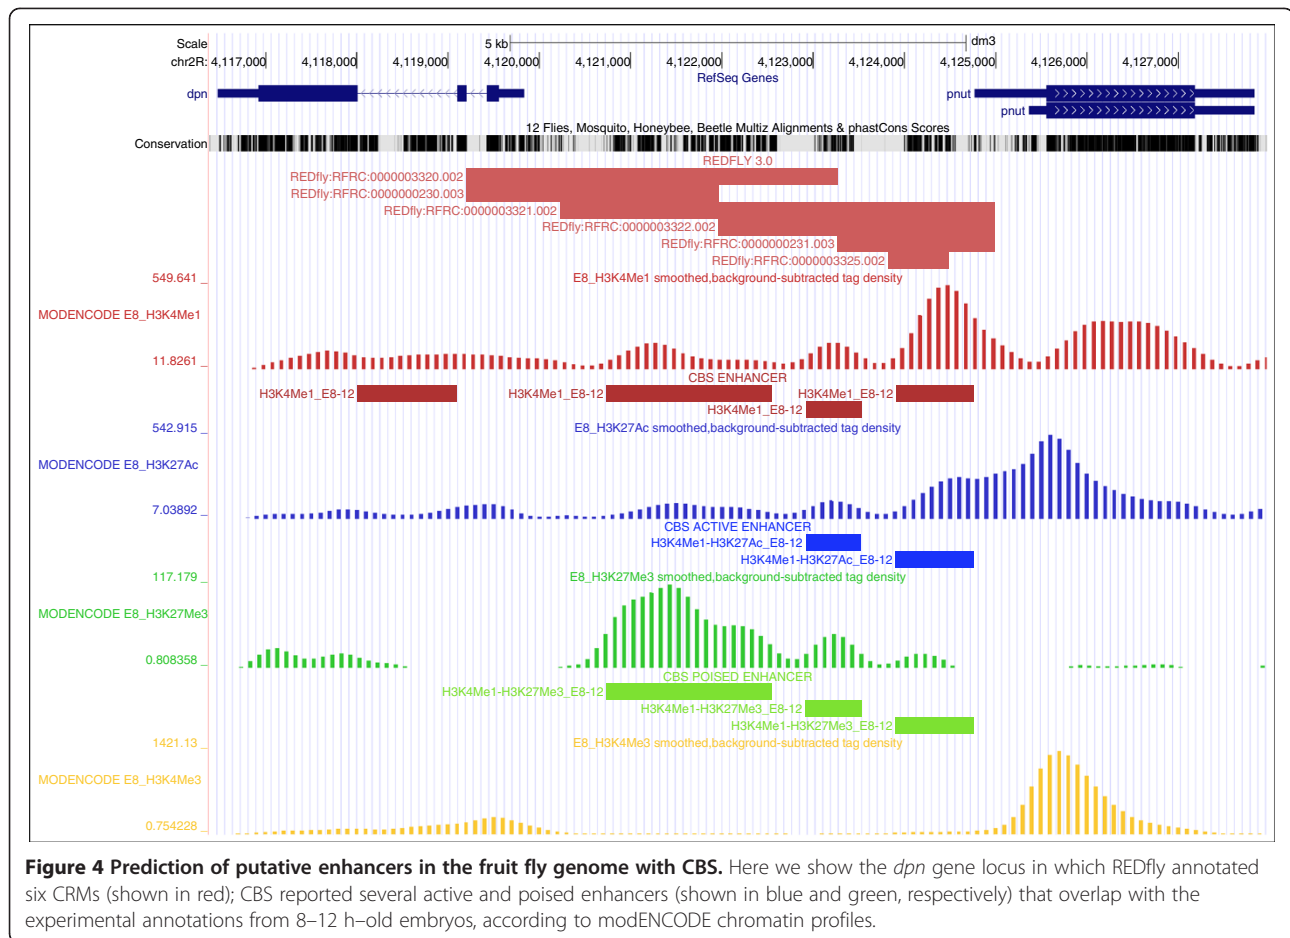 Scale 5 kb dm3
chr2R: 4,117,000 4,118,000 4,119,000 4,120,000 4,121,000 4,122,000 4,123,000 4,124,000 4,125,000 4,126,000 4,127,000
RefSeq Genes
dpn pnut
pnut
12 Flies, Mosquito, Honeybee, Beetle Multiz Alignments & phastCons Scores
Conservation
REDFLY 3.0
REDfly:RFRC:0000003320.002
REDfly:RFRC:0000000230.003
REDfly:RFRC:0000003321.002
REDfly:RFRC:0000003322.002
REDfly:RFRC:0000000231.003
REDfly:RFRC:0000003325.002
549.641 _ E8_H3K4Me1 smoothed,background-subtracted tag density
MODENCODE E8_H3K4Me1
11.8261 _
CBS ENHANCER
H3K4Me1_E8-12 H3K4Me1_E8-12 H3K4Me1_E8-12
H3K4Me1_E8-12
542.915 _ E8_H3K27Ac smoothed,background-subtracted tag density
MODENCODE E8_H3K27Ac
7.03892 _
CBS ACTIVE ENHANCER
H3K4Me1-H3K27Ac_E8-12
H3K4Me1-H3K27Ac_E8-12
117.179 _ E8_H3K27Me3 smoothed,background-subtracted tag density
MODENCODE E8_H3K27Me3
0.808358 _
CBS POISED ENHANCER
H3K4Me1-H3K27Me3_E8-12
H3K4Me1-H3K27Me3_E8-12
H3K4Me1-H3K27Me3_E8-12
1421.13 _ E8_H3K4Me3 smoothed,background-subtracted tag density
MODENCODE E8_H3K4Me3
0.754228 _
Figure 4 Prediction of putative enhancers in the fruit fly genome with CBS. Here we show the dpn gene locus in which REDfly annotated
six CRMs (shown in red); CBS reported several active and poised enhancers (shown in blue and green, respectively) that overlap with the
experimental annotations from 8–12 h–old embryos, according to modENCODE chromatin profiles.